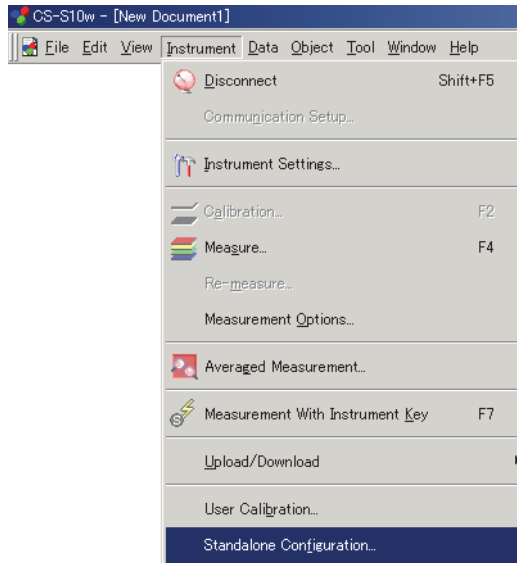 CS-S10w - [New Document1]
File Edit View Instrument Data Object Tool Window Help
Disconnect Shift+F5
Communication Setup...
Instrument Settings...
Calibration... F2
Measure... F4
Re-measure...
Measurement Options...
Averaged Measurement...
Measurement With Instrument Key F7
Upload/Download
User Calibration...
Standalone Configuration...